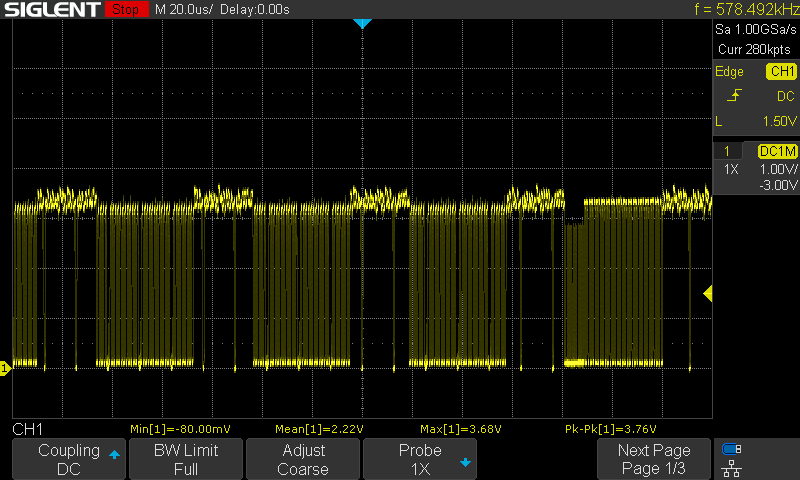 SIGLENT Stop M 20.0us/ Delay:0.00s f = 578.492kHz
Sa 1.00GSa/s
Curr 280kpts
Edge CH1
DC
L 1.50V
1 DC1M
1X 1.00V/
-3.00V
1
CH1 Min[1]=-80.00mV Mean[1]=2.22V Max[1]=3.68V Pk-Pk[1]=3.76V
Coupling BW Limit Adjust Probe Next Page
DC Full Coarse 1X Page 1/3